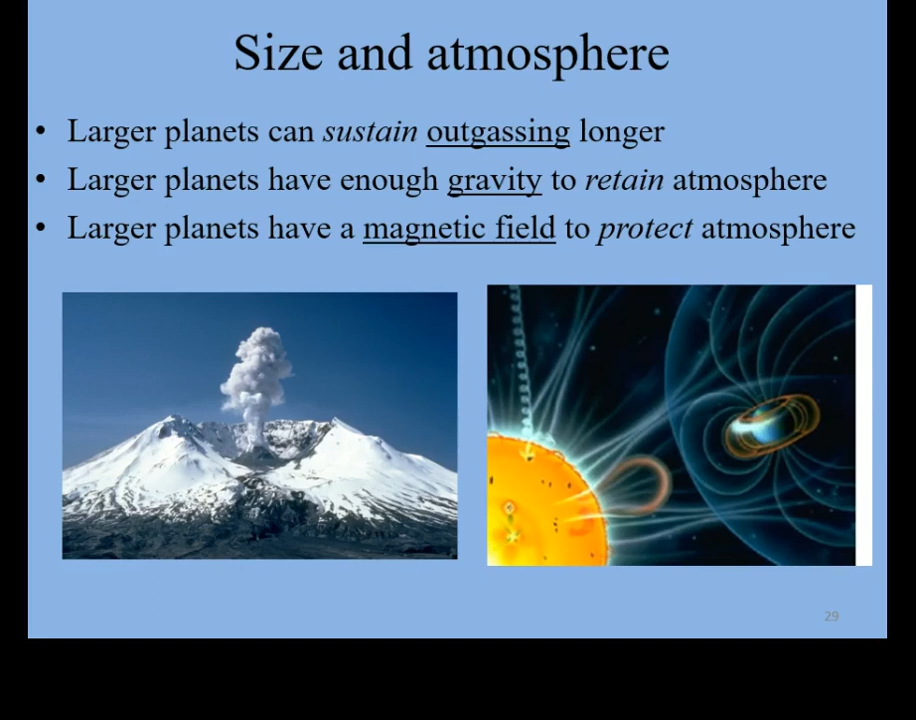 Size and atmosphere
• Larger planets can sustain outgassing longer
• Larger planets have enough gravity to retain atmosphere
• Larger planets have a magnetic field to protect atmosphere
29